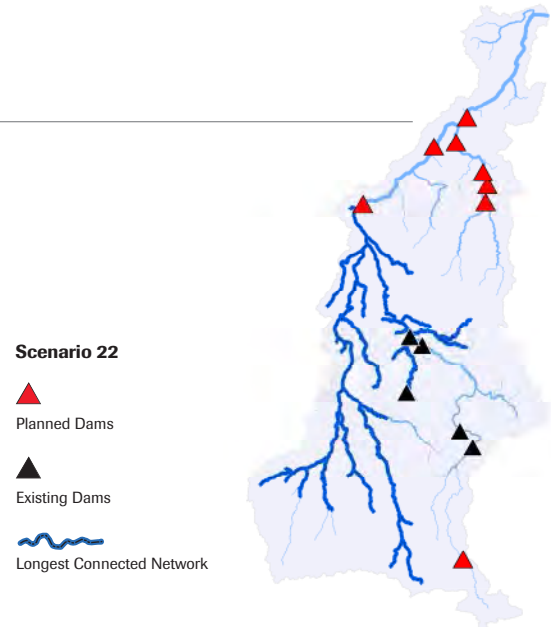 Scenario 22
Planned Dams
Existing Dams
Longest Connected Network